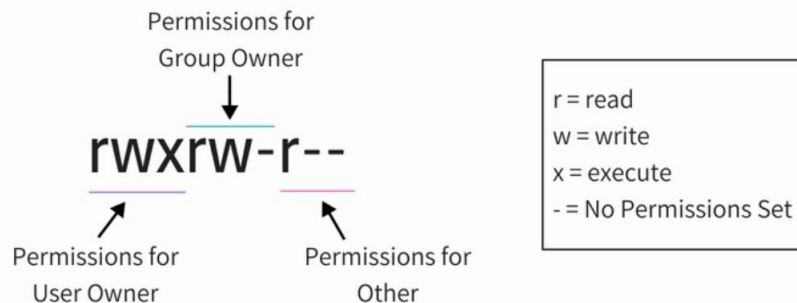 Permissions for
Group Owner
rwxrw-r--
Permissions for
User Owner
Permissions for
Other
r = read
w = write
x = execute
- = No Permissions Set